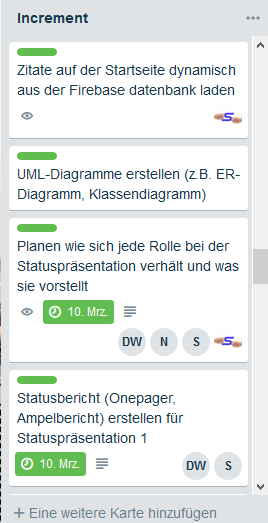 Increment
Zitate auf der Startseite dynamisch
aus der Firebase datenbank laden
S
UML-Diagramme erstellen (z.B. ER-
Diagramm, Klassendiagramm)
Planen wie sich jede Rolle bei der
Statuspräsentation verhält und was
sie vorstellt
10. Mrz.
DW N S S
Statusbericht (Onepager,
Ampelbericht) erstellen für
Statuspräsentation 1
10. Mrz. DW S
+ Eine weitere Karte hinzufügen